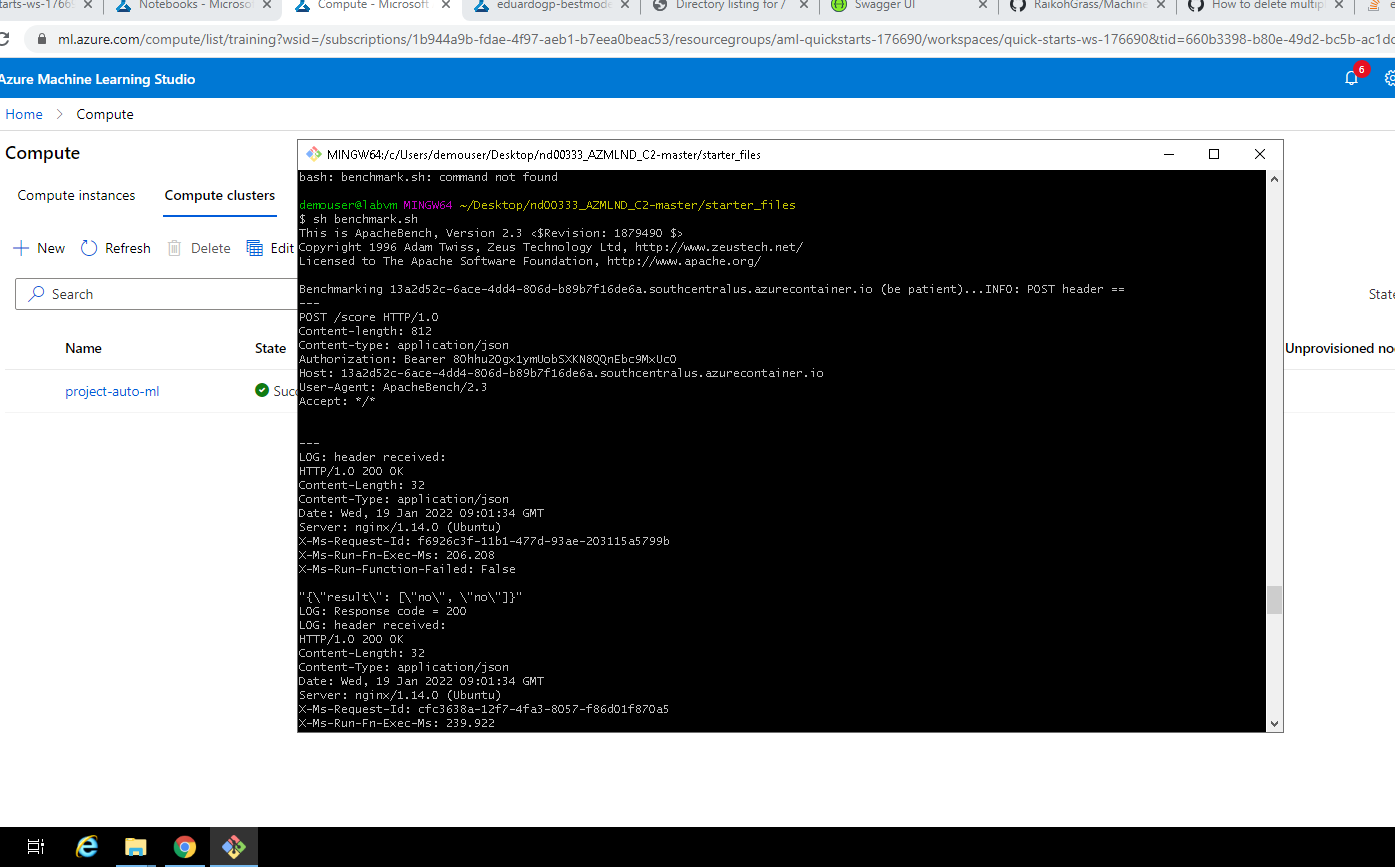 starts-ws-1766
Notebooks - Microsof
Compute - Microsoft
eduardogp-bestmode
Directory listing for /
Swagger UI
RaikohGrass/Machine
How to delete multipl
ml.azure.com/compute/list/training?wsid=/subscriptions/1b944a9b-fdae-4f97-aeb1-b7eea0beac53/resourcegroups/aml-quickstarts-176690/workspaces/quick-starts-ws-176690&tid=660b3398-b80e-49d2-bc5b-ac1dc
Azure Machine Learning Studio
6
Home > Compute
Compute
Compute instances
Compute clusters
New
Refresh
Delete
Edit
Search
State
Name
State
Unprovisioned no
project-auto-ml
Succ
MINGW64:/c/Users/demouser/Desktop/nd00333_AZMLND_C2-master/starter_files
bash: benchmark.sh: command not found
demouser@labvm MINGW64 ~/Desktop/nd00333_AZMLND_C2-master/starter_files
$ sh benchmark.sh
This is ApacheBench, Version 2.3 <$Revision: 1879490 $>
Copyright 1996 Adam Twiss, Zeus Technology Ltd, http://www.zeustech.net/
Licensed to The Apache Software Foundation, http://www.apache.org/
Benchmarking 13a2d52c-6ace-4dd4-806d-b89b7f16de6a.southcentralus.azurecontainer.io (be patient)...INFO: POST header ==
---
POST /score HTTP/1.0
Content-length: 812
Content-type: application/json
Authorization: Bearer 8Ohhu2Ogx1ymUobSXKN8QQnEbc9MxUcO
Host: 13a2d52c-6ace-4dd4-806d-b89b7f16de6a.southcentralus.azurecontainer.io
User-Agent: ApacheBench/2.3
Accept: */*
---
LOG: header received:
HTTP/1.0 200 OK
Content-Length: 32
Content-Type: application/json
Date: Wed, 19 Jan 2022 09:01:34 GMT
Server: nginx/1.14.0 (Ubuntu)
X-Ms-Request-Id: f6926c3f-11b1-477d-93ae-203115a5799b
X-Ms-Run-Fn-Exec-Ms: 206.208
X-Ms-Run-Function-Failed: False
"{\"result\": [\"no\", \"no\"]}"
LOG: Response code = 200
LOG: header received:
HTTP/1.0 200 OK
Content-Length: 32
Content-Type: application/json
Date: Wed, 19 Jan 2022 09:01:34 GMT
Server: nginx/1.14.0 (Ubuntu)
X-Ms-Request-Id: cfc3638a-12f7-4fa3-8057-f86d01f870a5
X-Ms-Run-Fn-Exec-Ms: 239.922